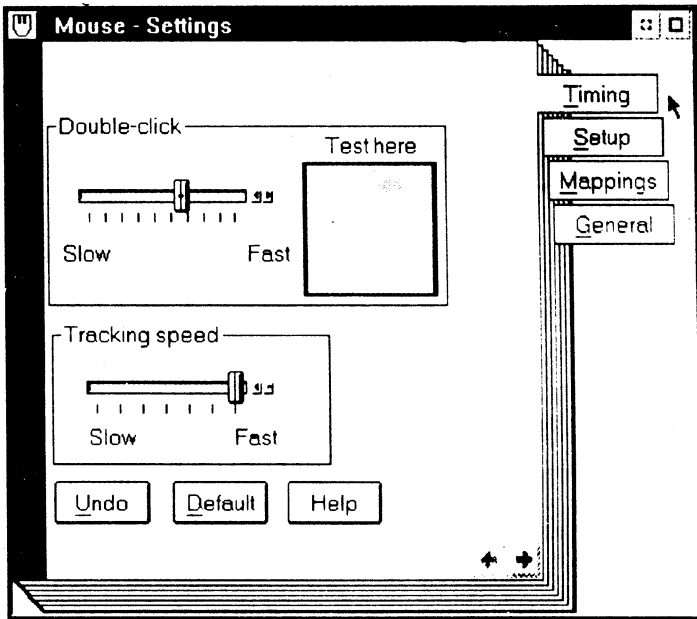 Mouse - Settings
Timing
Setup
Mappings
General
Double-click
Test here
Slow Fast
Tracking speed
Slow Fast
Undo Default Help